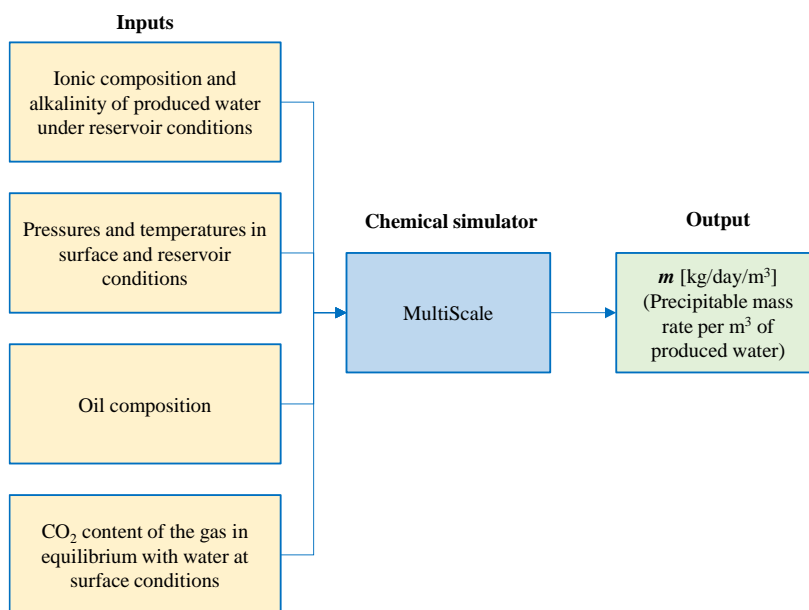 Inputs
Ionic composition and
alkalinity of produced water
under reservoir conditions
Pressures and temperatures in
surface and reservoir
conditions
Oil composition
CO₂ content of the gas in
equilibrium with water at
surface conditions
Chemical simulator
MultiScale
Output
m [kg/day/m³]
(Precipitable mass
rate per m³ of
produced water)